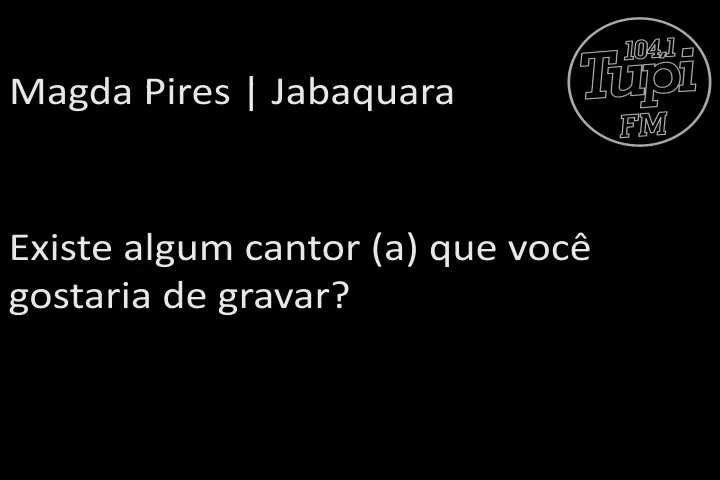 104,1
Tupi
FM
Magda Pires | Jabaquara
Existe algum cantor (a) que você
gostaria de gravar?